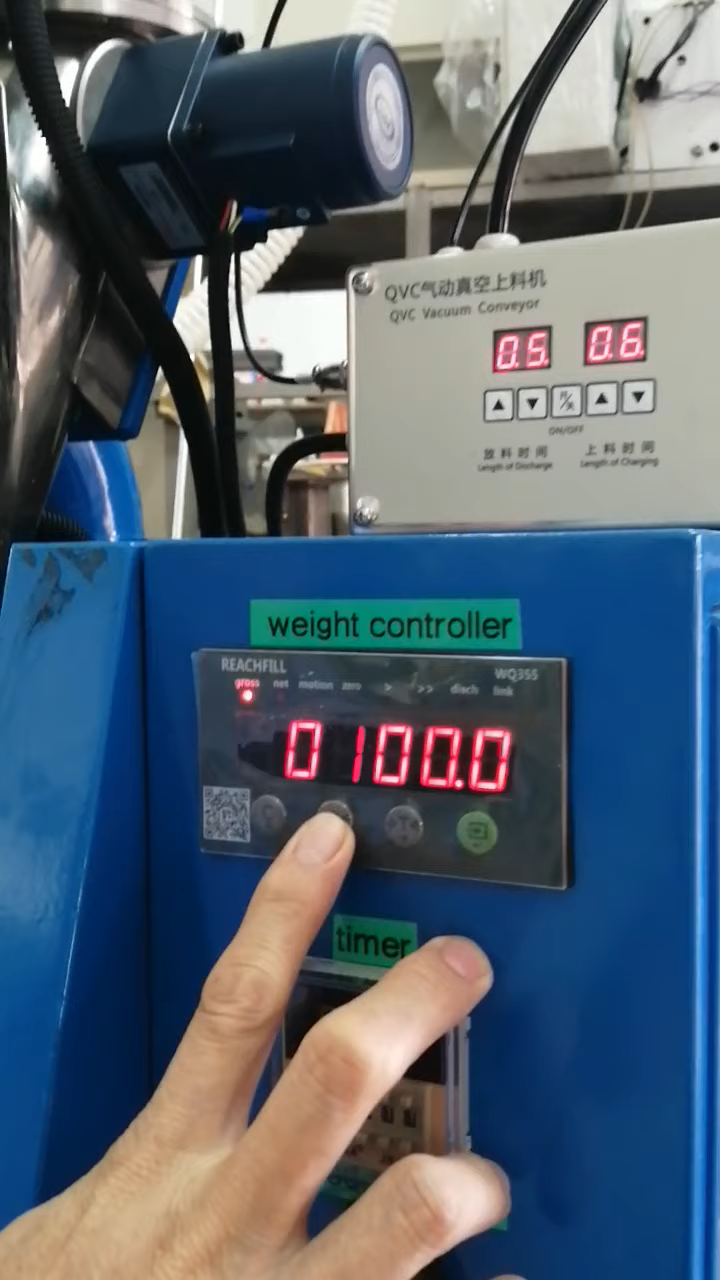 QVC气动真空上料机
QVC Vacuum Conveyor
0.5. 0.6.
▲ ▼ 开/关 ▲ ▼
ON/OFF
放料时间 上料时间
Length of Discharge Length of Charging
weight controller
REACHFILL WQ355
gross net motion zero > >> disch link
0100.0
timer